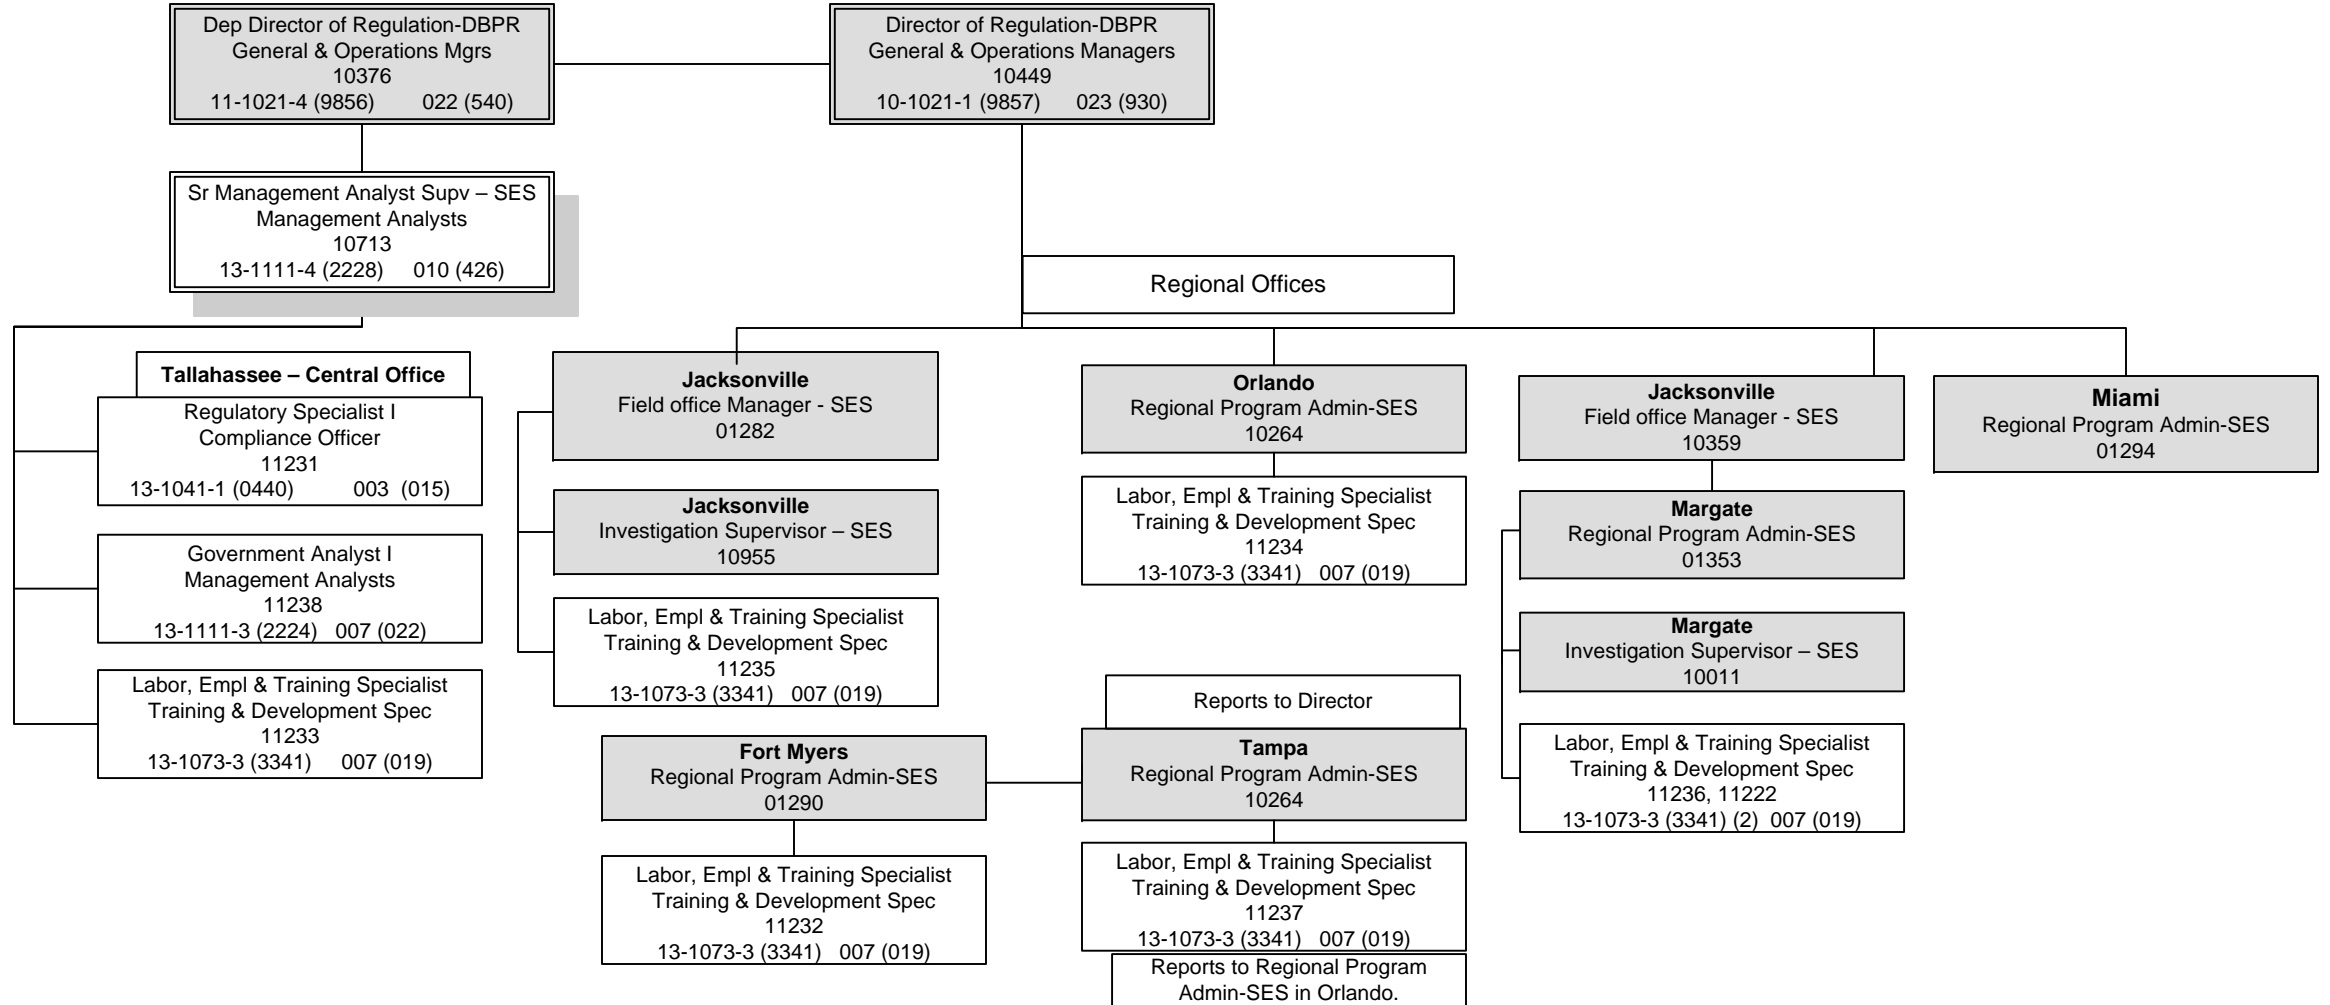 Dep Director of Regulation-DBPR
General & Operations Mgrs
10376
11-1021-4 (9856) 022 (540)
Director of Regulation-DBPR
General & Operations Managers
10449
10-1021-1 (9857) 023 (930)
Sr Management Analyst Supv – SES
Management Analysts
10713
13-1111-4 (2228) 010 (426)
Regional Offices
Tallahassee – Central Office
Regulatory Specialist I
Compliance Officer
11231
13-1041-1 (0440) 003 (015)
Government Analyst I
Management Analysts
11238
13-1111-3 (2224) 007 (022)
Labor, Empl & Training Specialist
Training & Development Spec
11233
13-1073-3 (3341) 007 (019)
Jacksonville
Field office Manager - SES
01282
Jacksonville
Investigation Supervisor – SES
10955
Labor, Empl & Training Specialist
Training & Development Spec
11235
13-1073-3 (3341) 007 (019)
Orlando
Regional Program Admin-SES
10264
Labor, Empl & Training Specialist
Training & Development Spec
11234
13-1073-3 (3341) 007 (019)
Jacksonville
Field office Manager - SES
10359
Margate
Regional Program Admin-SES
01353
Margate
Investigation Supervisor – SES
10011
Labor, Empl & Training Specialist
Training & Development Spec
11236, 11222
13-1073-3 (3341) (2) 007 (019)
Miami
Regional Program Admin-SES
01294
Fort Myers
Regional Program Admin-SES
01290
Labor, Empl & Training Specialist
Training & Development Spec
11232
13-1073-3 (3341) 007 (019)
Reports to Director
Tampa
Regional Program Admin-SES
10264
Labor, Empl & Training Specialist
Training & Development Spec
11237
13-1073-3 (3341) 007 (019)
Reports to Regional Program
Admin-SES in Orlando.